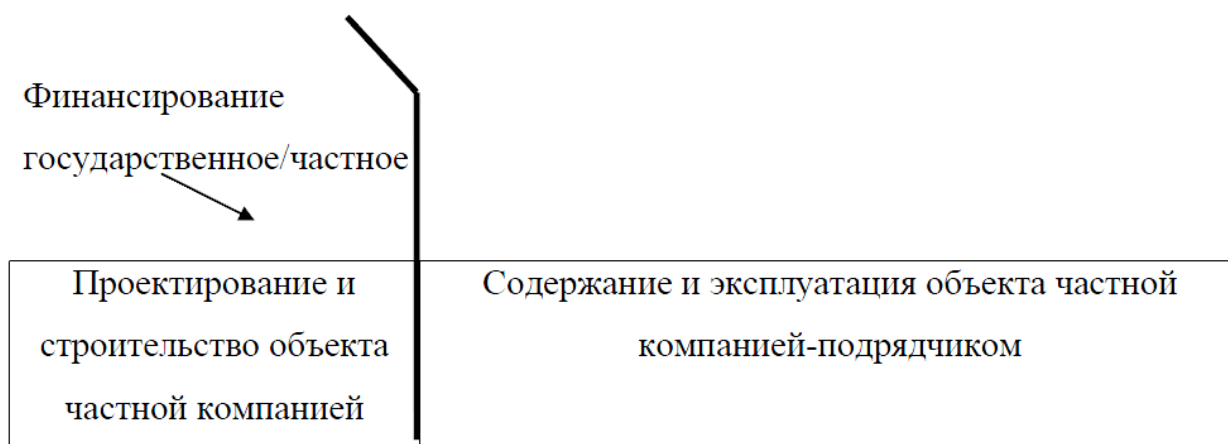 Финансирование
государственное/частное
Проектирование и
строительство объекта
частной компанией
Содержание и эксплуатация объекта частной
компанией-подрядчиком